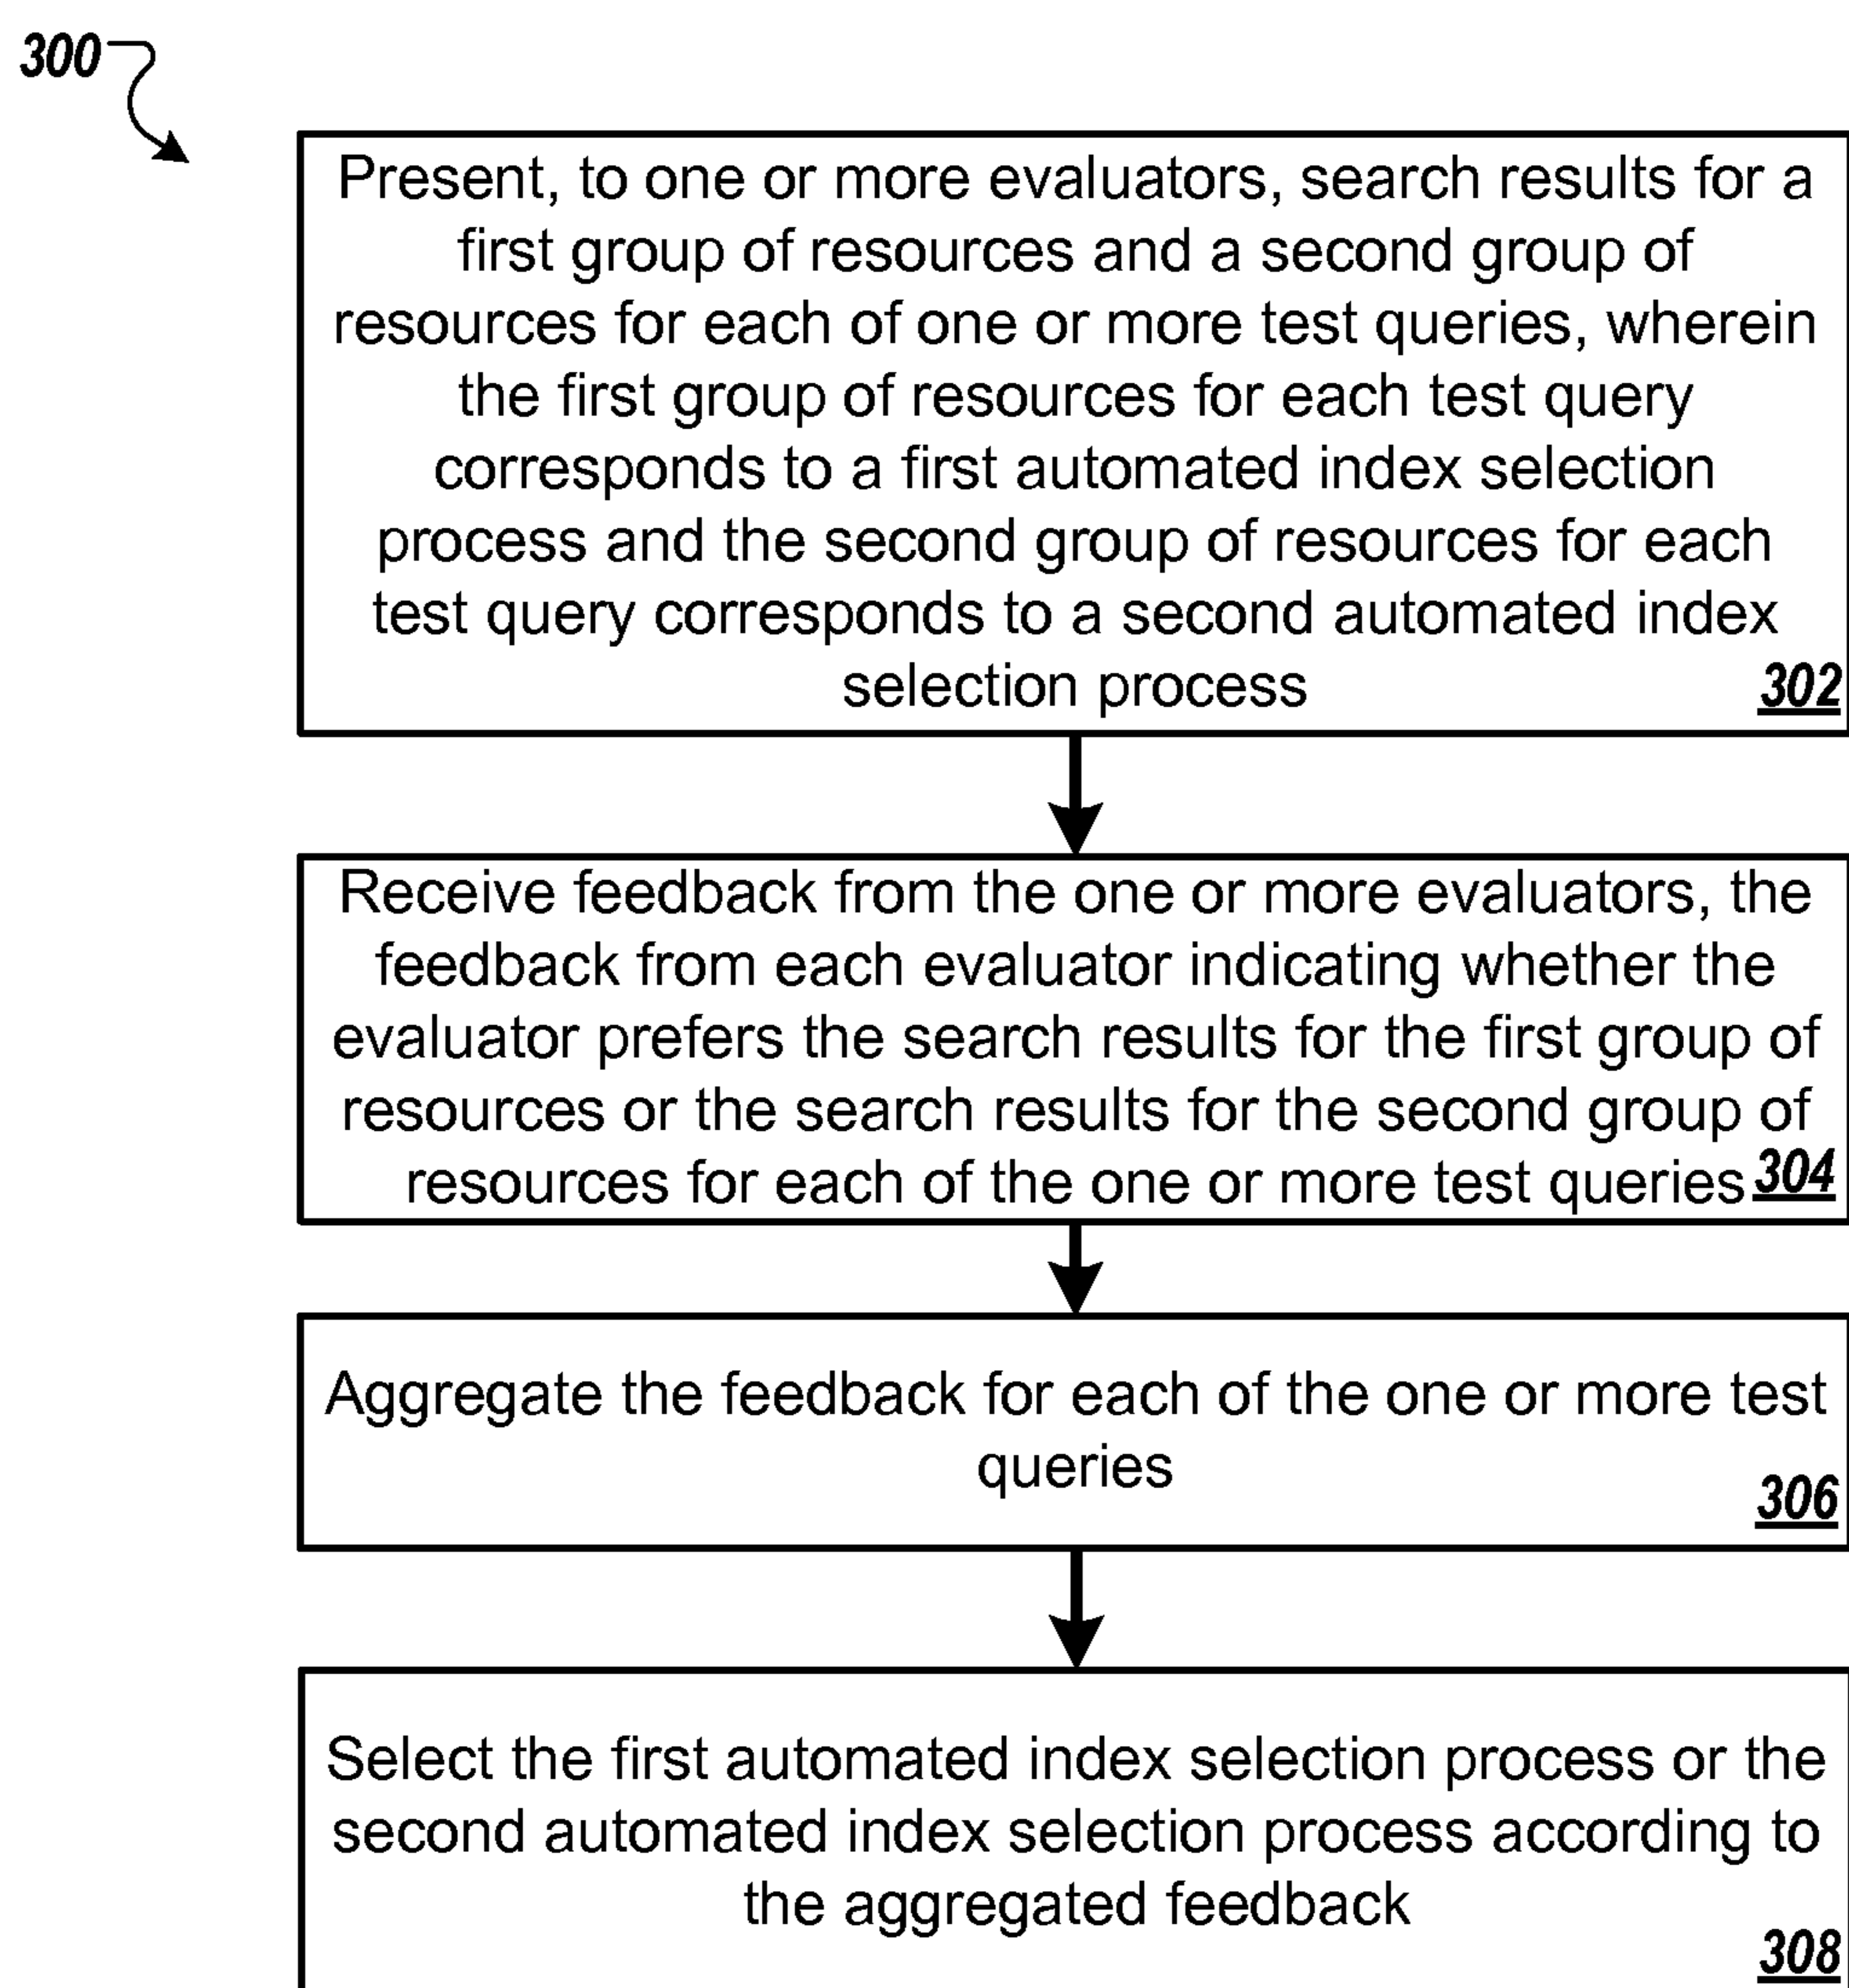 300
Present, to one or more evaluators, search results for a
first group of resources and a second group of
resources for each of one or more test queries, wherein
the first group of resources for each test query
corresponds to a first automated index selection
process and the second group of resources for each
test query corresponds to a second automated index
selection process
302
Receive feedback from the one or more evaluators, the
feedback from each evaluator indicating whether the
evaluator prefers the search results for the first group of
resources or the search results for the second group of
resources for each of the one or more test queries
304
Aggregate the feedback for each of the one or more test
queries
306
Select the first automated index selection process or the
second automated index selection process according to
the aggregated feedback
308